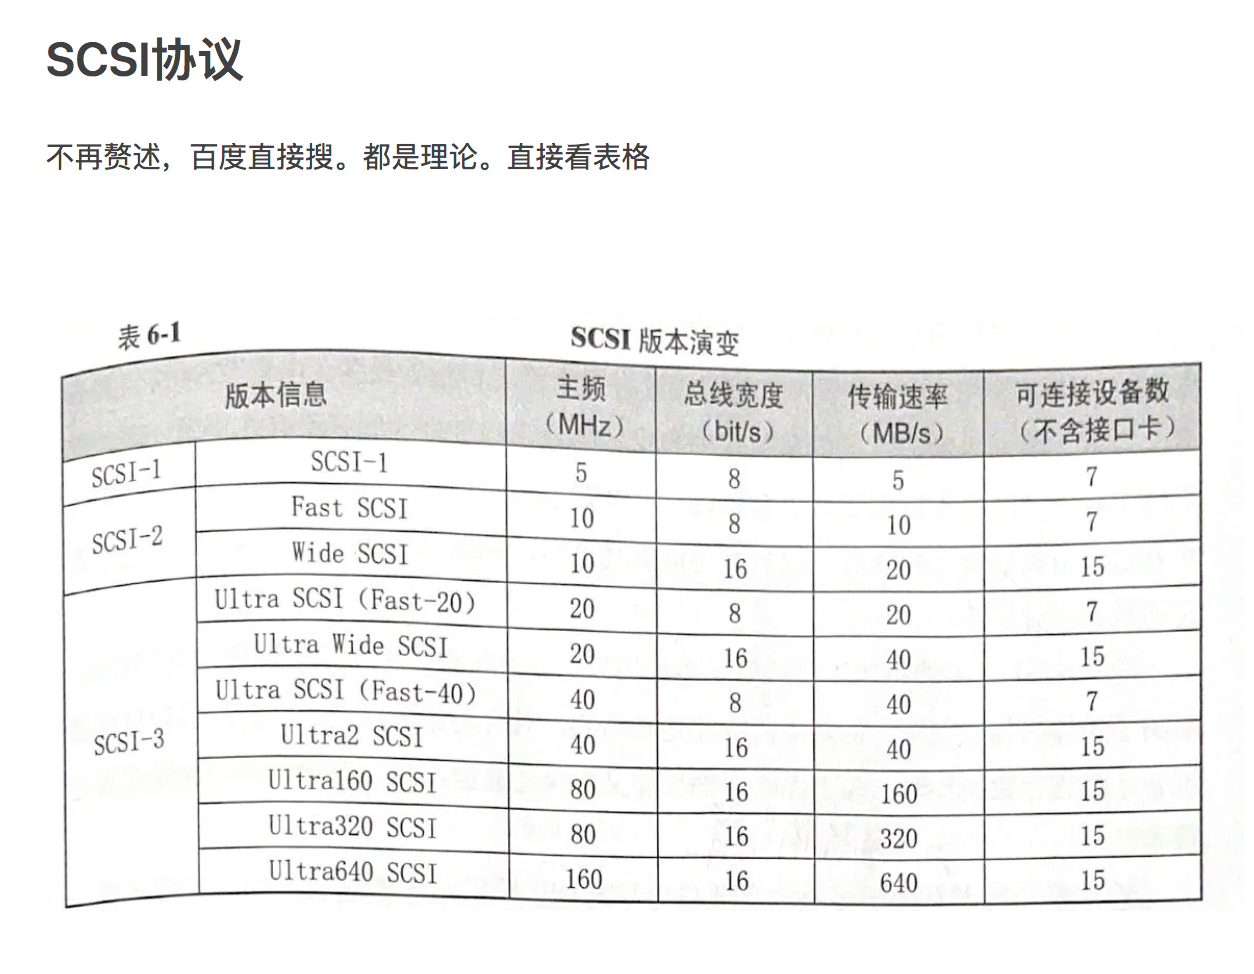 SCSI协议
不再赘述，百度直接搜。都是理论。直接看表格
表 6-1 SCSI 版本演变
版本信息 主频（MHz） 总线宽度（bit/s） 传输速率（MB/s） 可连接设备数（不含接口卡）
SCSI-1 SCSI-1 5 8 5 7
SCSI-2 Fast SCSI 10 8 10 7
Wide SCSI 10 16 20 15
SCSI-3 Ultra SCSI（Fast-20） 20 8 20 7
Ultra Wide SCSI 20 16 40 15
Ultra SCSI（Fast-40） 40 8 40 7
Ultra2 SCSI 40 16 40 15
Ultra160 SCSI 80 16 160 15
Ultra320 SCSI 80 16 320 15
Ultra640 SCSI 160 16 640 15